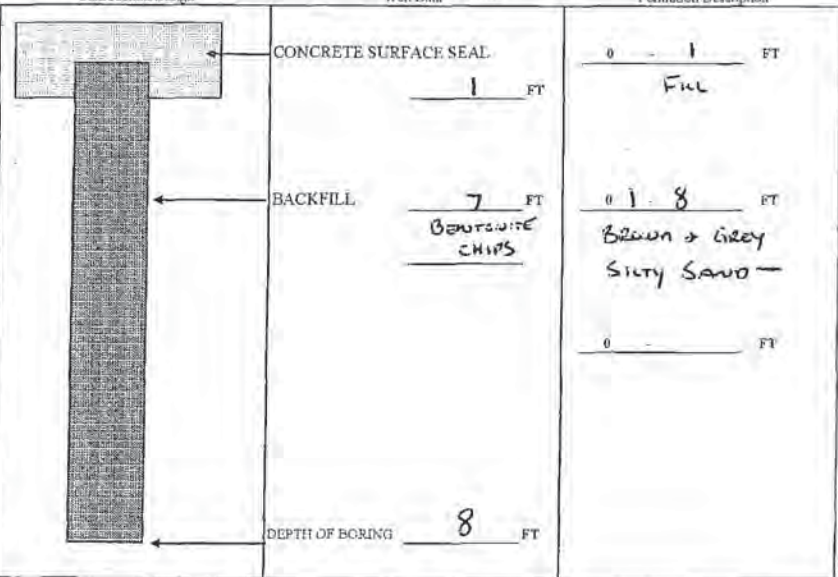 CONCRETE SURFACE SEAL
1 FT
BACKFILL 7 FT
BENTONITE
CHIPS
DEPTH OF BORING 8 FT
0 - 1 FT
FILL
0 1 - 8 FT
BROWN + GREY
SILTY SAND —
0 - FT